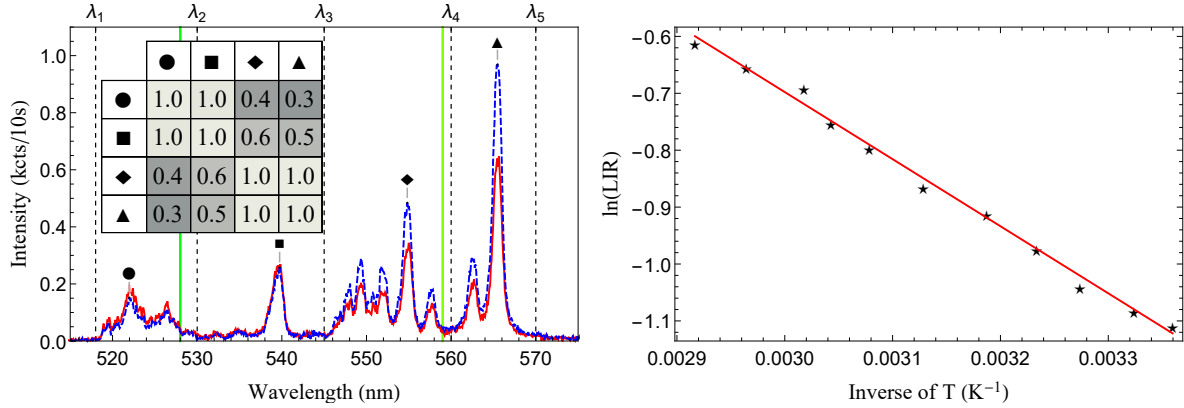 λ1 λ2 λ3 λ4 λ5
1.0
0.8
0.6
0.4
0.2
0.0
Intensity (kcts/10s)
● ■ ◆ ▲
● 1.0 1.0 0.4 0.3
■ 1.0 1.0 0.6 0.5
◆ 0.4 0.6 1.0 1.0
▲ 0.3 0.5 1.0 1.0
520 530 540 550 560 570
Wavelength (nm)
-0.6
-0.7
-0.8
-0.9
-1.0
-1.1
ln(LIR)
0.0029 0.0030 0.0031 0.0032 0.0033
Inverse of T (K⁻¹)